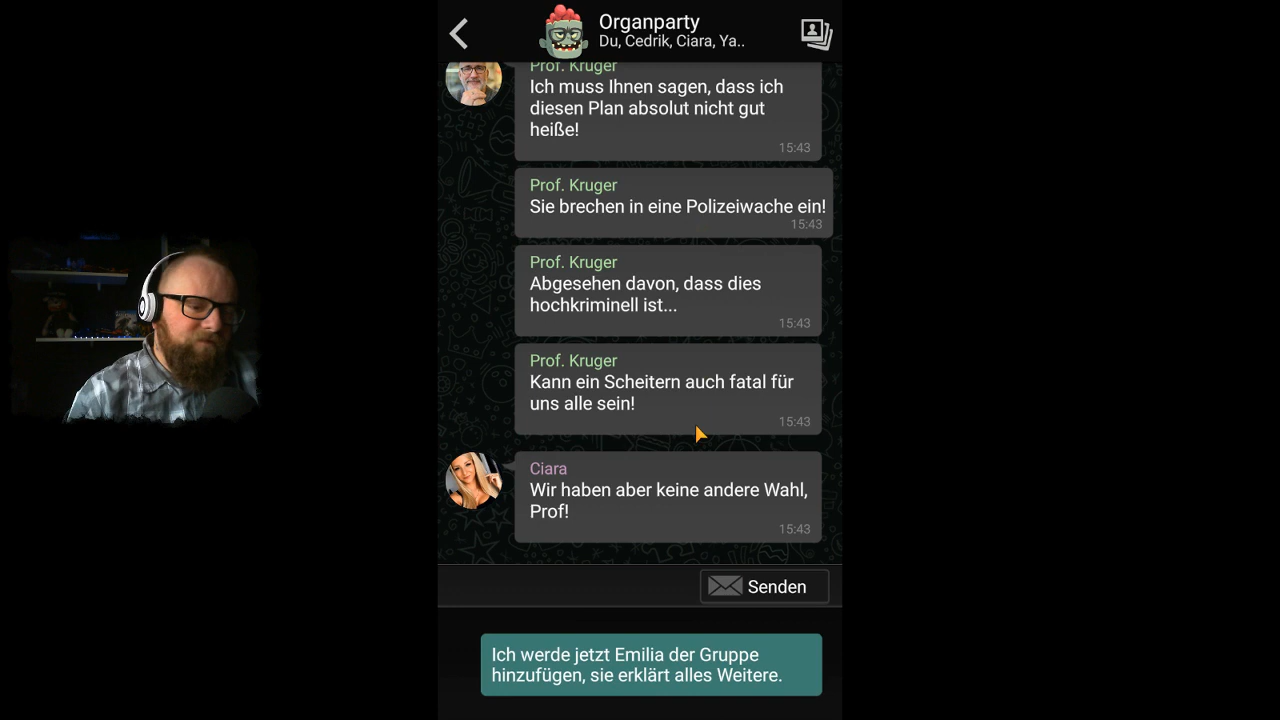 Organparty
Du, Cedrik, Ciara, Ya..
Prof. Kruger
Ich muss Ihnen sagen, dass ich
diesen Plan absolut nicht gut
heiße!
15:43
Prof. Kruger
Sie brechen in eine Polizeiwache ein!
15:43
Prof. Kruger
Abgesehen davon, dass dies
hochkriminell ist...
15:43
Prof. Kruger
Kann ein Scheitern auch fatal für
uns alle sein!
15:43
Ciara
Wir haben aber keine andere Wahl,
Prof!
15:43
Senden
Ich werde jetzt Emilia der Gruppe
hinzufügen, sie erklärt alles Weitere.